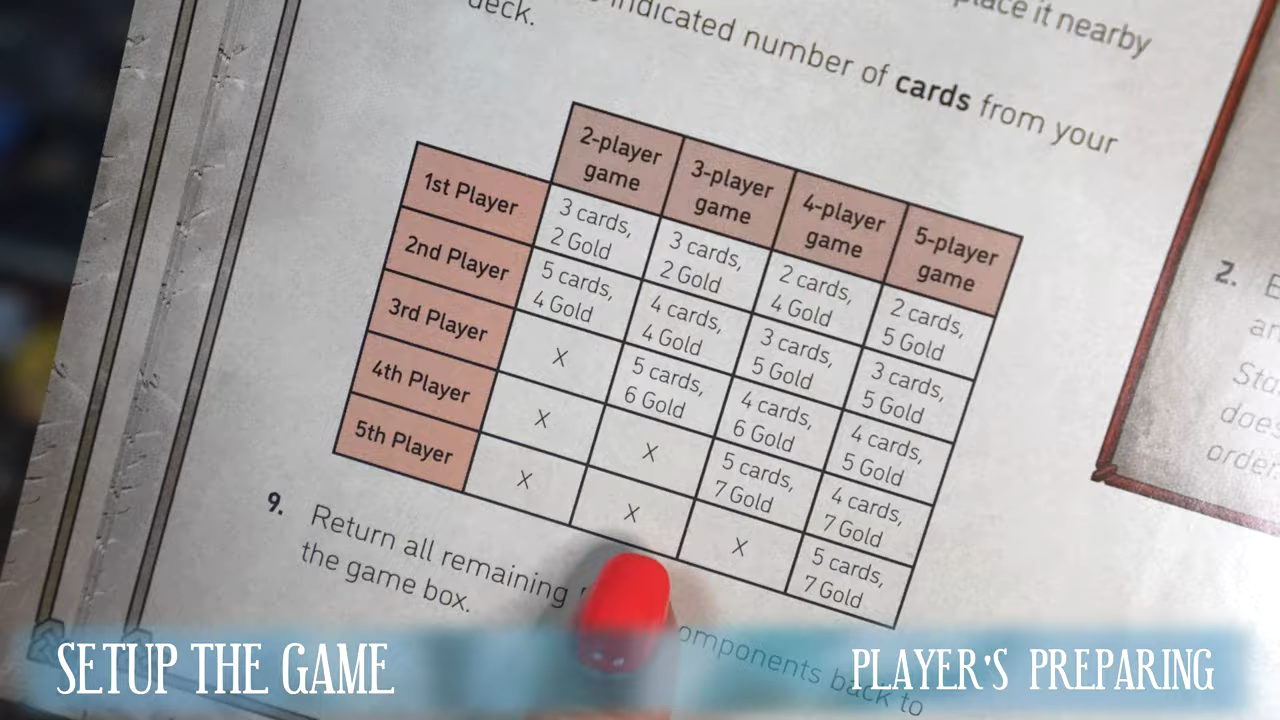 place it nearby
indicated number of cards from your
deck.
2-player game
3-player game
4-player game
5-player game
1st Player
3 cards, 2 Gold
3 cards, 2 Gold
2 cards, 4 Gold
2 cards, 5 Gold
2nd Player
5 cards, 4 Gold
4 cards, 4 Gold
3 cards, 5 Gold
3 cards, 5 Gold
3rd Player
X
5 cards, 6 Gold
4 cards, 6 Gold
4 cards, 5 Gold
4th Player
X
X
5 cards, 7 Gold
4 cards, 7 Gold
5th Player
X
X
X
5 cards, 7 Gold
9. Return all remaining omponents back to
the game box.
2.
SETUP THE GAME
PLAYER'S PREPARING